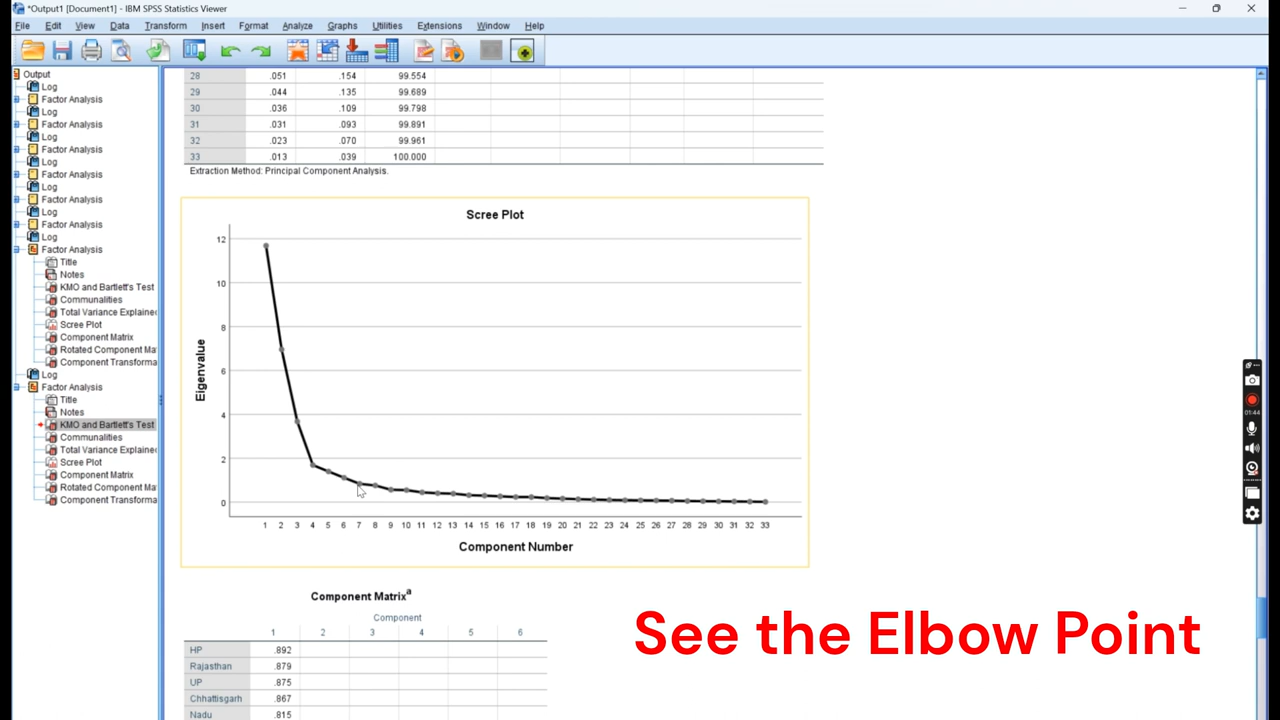 *Output1 [Document1] - IBM SPSS Statistics Viewer
File Edit View Data Transform Insert Format Analyze Graphs Utilities Extensions Window Help
Output
Log
Factor Analysis
Log
Factor Analysis
Log
Factor Analysis
Log
Factor Analysis
Log
Factor Analysis
Log
Factor Analysis
Log
Factor Analysis
Title
Notes
KMO and Bartlett's Test
Communalities
Total Variance Explained
Scree Plot
Component Matrix
Rotated Component Ma
Component Transforma
Log
Factor Analysis
Title
Notes
KMO and Bartlett's Test
Communalities
Total Variance Explained
Scree Plot
Component Matrix
Rotated Component Ma
Component Transforma
28 .051 .154 99.554
29 .044 .135 99.689
30 .036 .109 99.798
31 .031 .093 99.891
32 .023 .070 99.961
33 .013 .039 100.000
Extraction Method: Principal Component Analysis.
Scree Plot
12
10
8
6
4
2
0
Eigenvalue
1 2 3 4 5 6 7 8 9 10 11 12 13 14 15 16 17 18 19 20 21 22 23 24 25 26 27 28 29 30 31 32 33
Component Number
Component Matrixa
Component
1 2 3 4 5 6
HP .892
Rajasthan .879
UP .875
Chhattisgarh .867
Nadu .815
See the Elbow Point
01:44